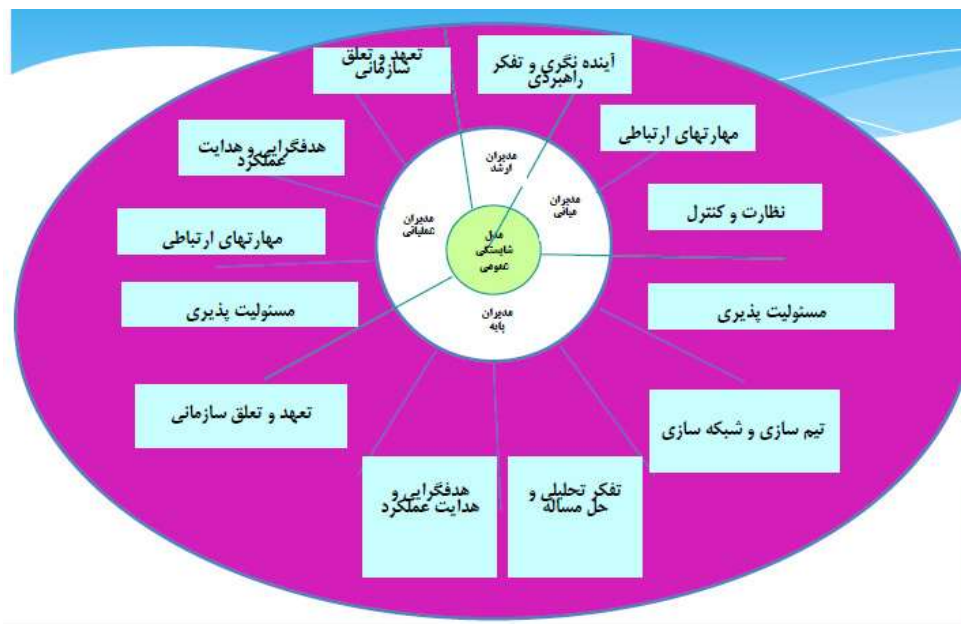 تعهد و تعلق
سازمانی
آینده نگری و تفکر
راهبردی
مهارتهای ارتباطی
هدفگرایی و هدایت
عملکرد
مدیران
ارشد
مدیران
میانی
نظارت و کنترل
مهارتهای ارتباطی
مدیران
عملیاتی
مدل
شایستگی
عمومی
مسئولیت پذیری
مسئولیت پذیری
مدیران
پایه
تعهد و تعلق سازمانی
تیم سازی و شبکه سازی
تفکر تحلیلی و
حل مساله
هدفگرایی و
هدایت عملکرد